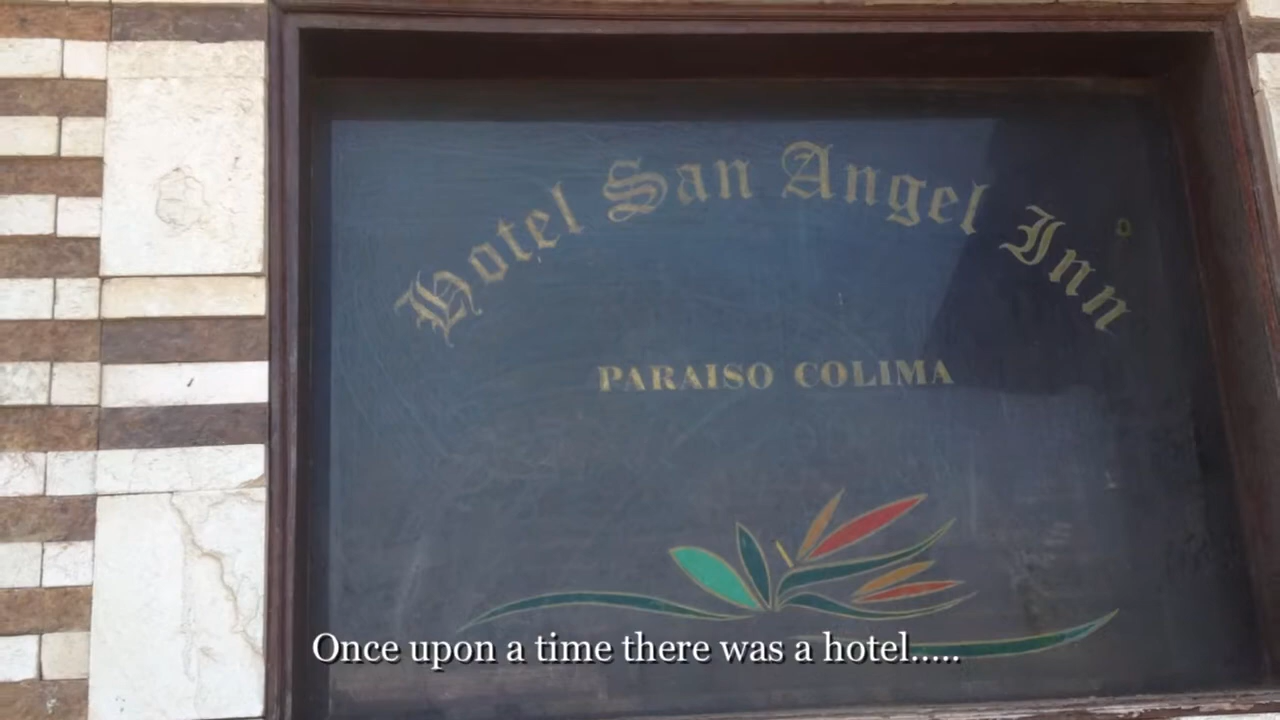 Hotel San Angel Inn
PARAISO COLIMA
Once upon a time there was a hotel.....